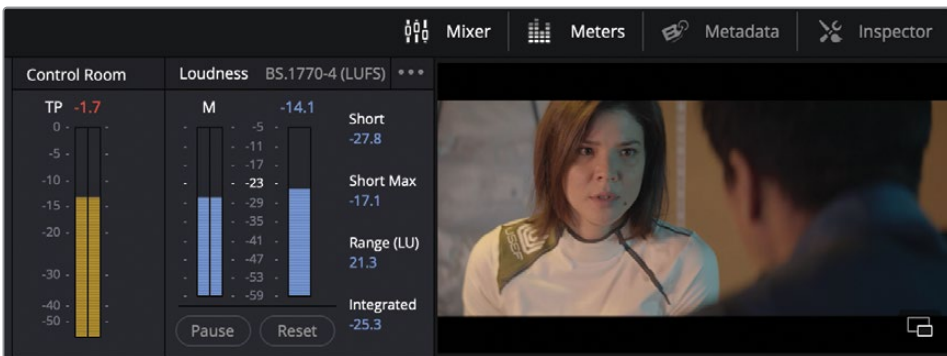 Mixer
Meters
Metadata
Inspector
Control Room
Loudness BS.1770-4 (LUFS)
TP -1.7
0
-5
-10
-15
-20
-30
-40
-50
M -14.1
-5
-11
-17
-23
-29
-35
-41
-47
-53
-59
Short
-27.8
Short Max
-17.1
Range (LU)
21.3
Integrated
-25.3
Pause
Reset
USEF